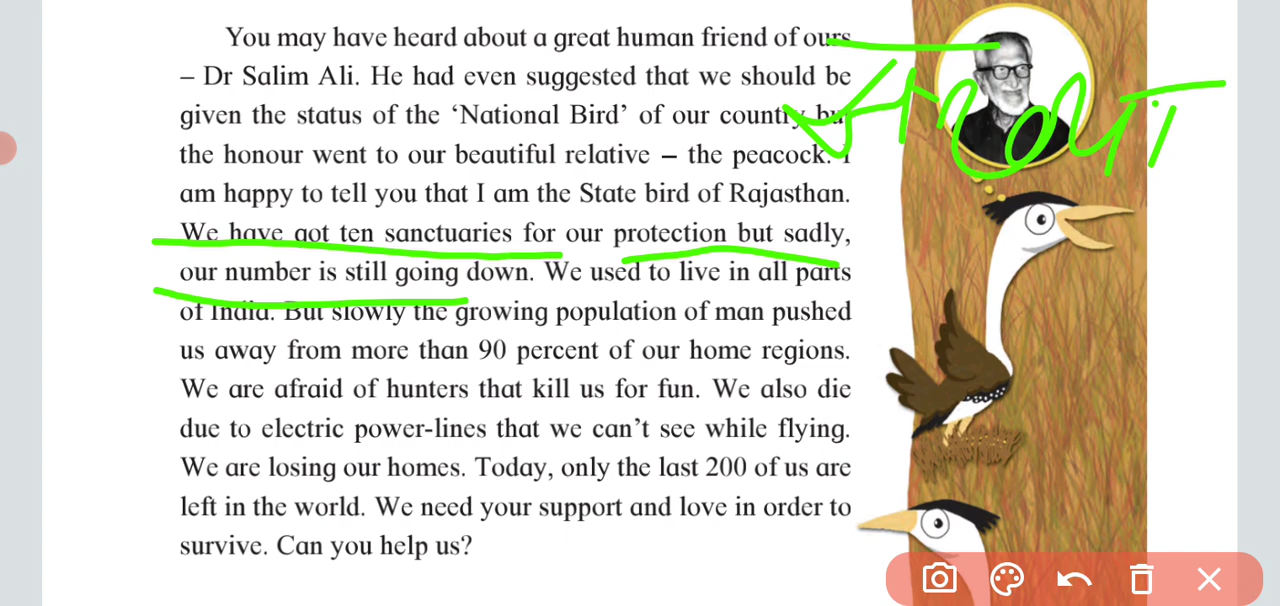 You may have heard about a great human friend of ours
– Dr Salim Ali. He had even suggested that we should be
given the status of the ‘National Bird’ of our country but
the honour went to our beautiful relative – the peacock. I
am happy to tell you that I am the State bird of Rajasthan.
We have got ten sanctuaries for our protection but sadly,
our number is still going down. We used to live in all parts
of India. But slowly the growing population of man pushed
us away from more than 90 percent of our home regions.
We are afraid of hunters that kill us for fun. We also die
due to electric power-lines that we can’t see while flying.
We are losing our homes. Today, only the last 200 of us are
left in the world. We need your support and love in order to
survive. Can you help us?